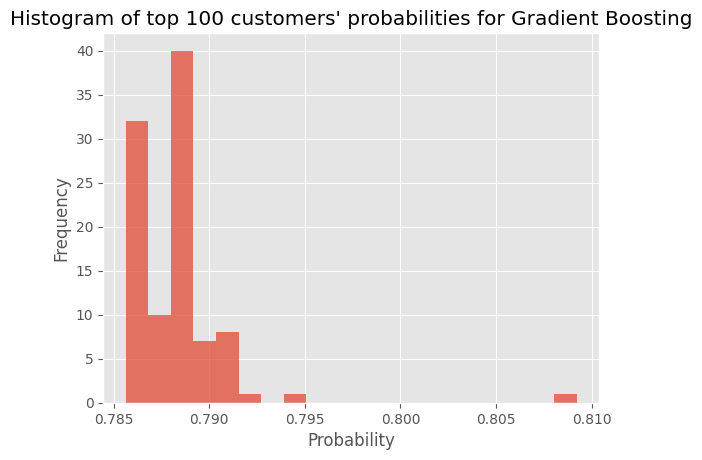 Histogram of top 100 customers' probabilities for Gradient Boosting
40
35
30
25
20
15
10
5
0
Frequency
0.785 0.790 0.795 0.800 0.805 0.810
Probability